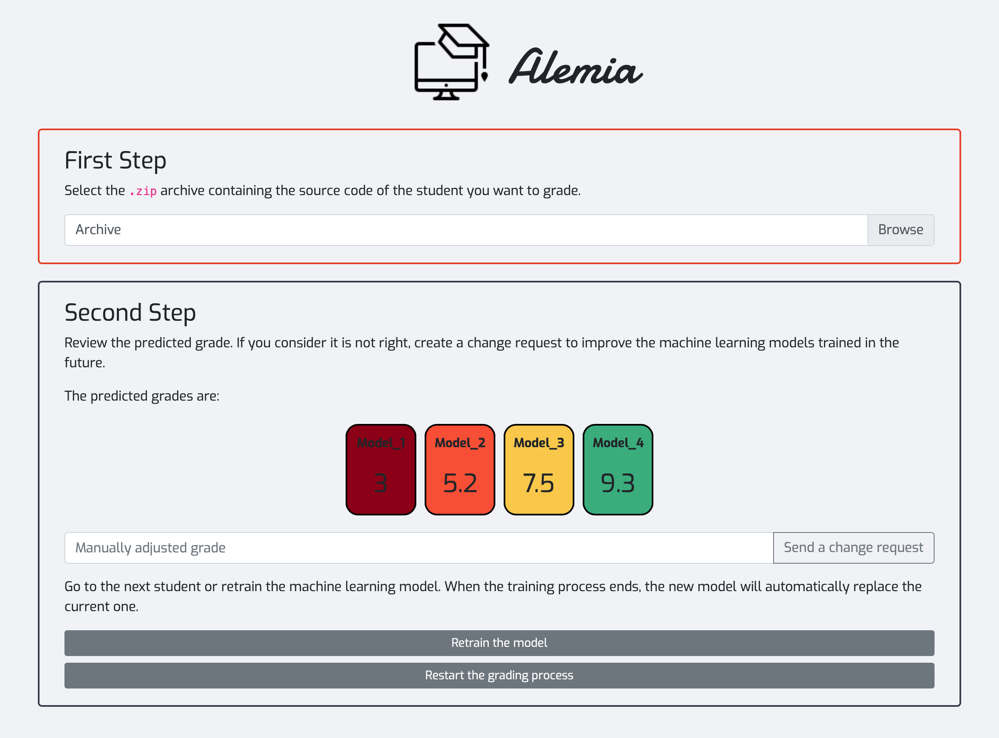 Alemia
First Step
Select the .zip archive containing the source code of the student you want to grade.
Archive Browse
Second Step
Review the predicted grade. If you consider it is not right, create a change request to improve the machine learning models trained in the
future.
The predicted grades are:
Model_1 Model_2 Model_3 Model_4
3 5.2 7.5 9.3
Manually adjusted grade Send a change request
Go to the next student or retrain the machine learning model. When the training process ends, the new model will automatically replace the
current one.
Retrain the model
Restart the grading process